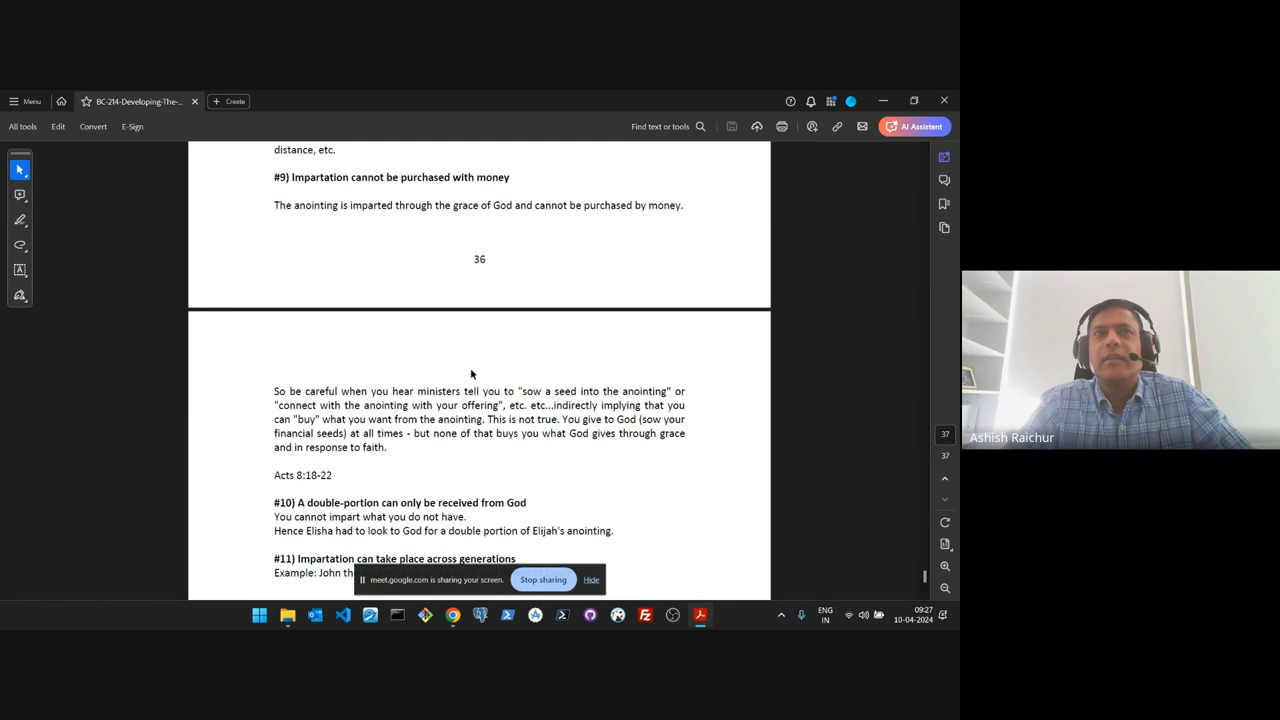 Menu
BC-214-Developing-The-...
Create
All tools
Edit
Convert
E-Sign
Find text or tools
AI Assistant
distance, etc.
#9) Impartation cannot be purchased with money
The anointing is imparted through the grace of God and cannot be purchased by money.
36
So be careful when you hear ministers tell you to "sow a seed into the anointing" or
"connect with the anointing with your offering", etc. etc...indirectly implying that you
can "buy" what you want from the anointing. This is not true. You give to God (sow your
financial seeds) at all times - but none of that buys you what God gives through grace
and in response to faith.
Acts 8:18-22
#10) A double-portion can only be received from God
You cannot impart what you do not have.
Hence Elisha had to look to God for a double portion of Elijah's anointing.
#11) Impartation can take place across generations
Example: John th
meet.google.com is sharing your screen.
Stop sharing
Hide
37
37
Ashish Raichur
ENG
IN
09:27
10-04-2024